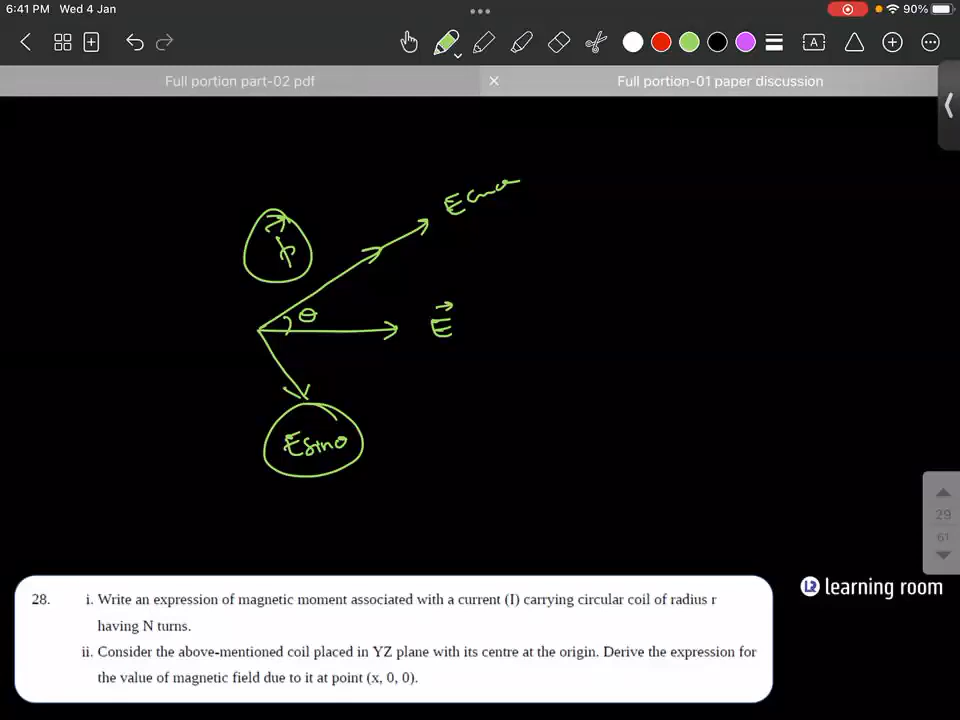 6:41 PM Wed 4 Jan
90%
A
Full portion part-02 pdf
Full portion-01 paper discussion
p
E
θ
E
E sinθ
29
61
learning room
28. i. Write an expression of magnetic moment associated with a current (I) carrying circular coil of radius r
having N turns.
ii. Consider the above-mentioned coil placed in YZ plane with its centre at the origin. Derive the expression for
the value of magnetic field due to it at point (x, 0, 0).